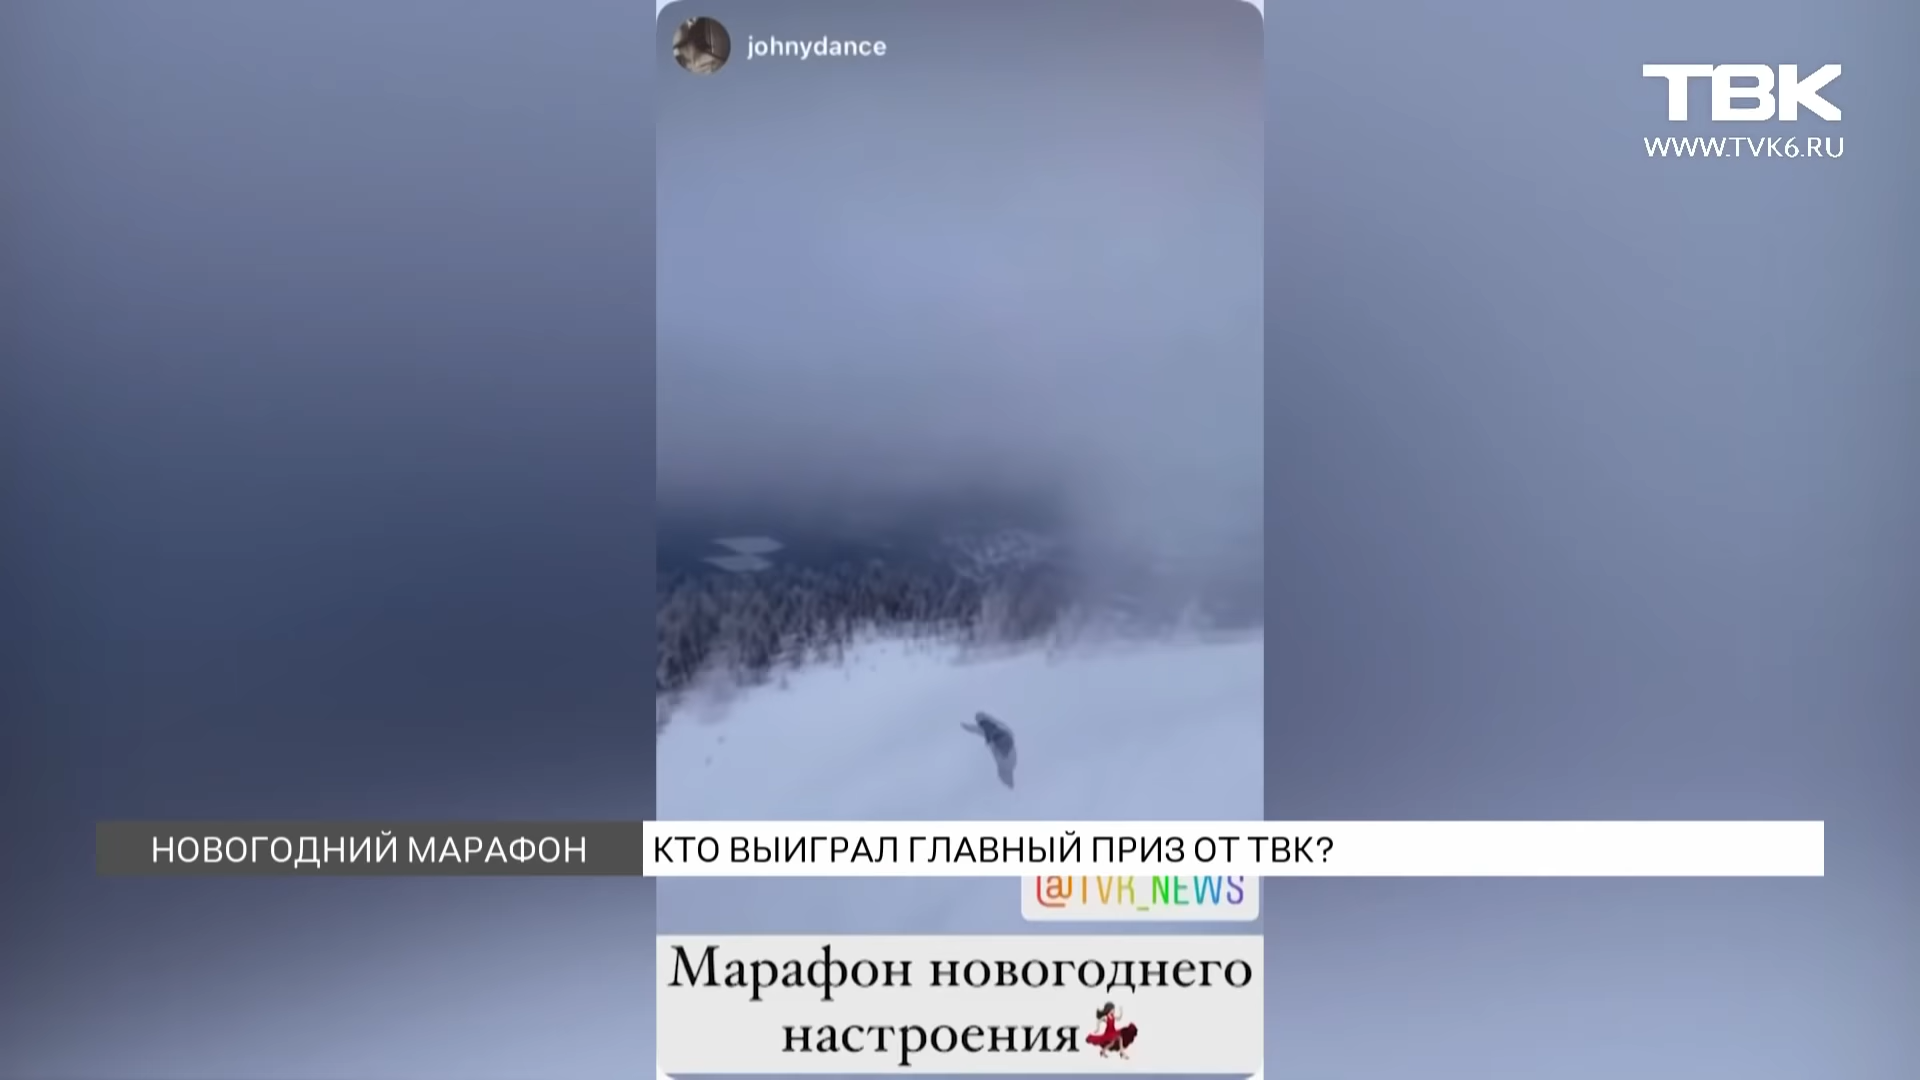 johnydance
ТВК
WWW.TVK6.RU
НОВОГОДНИЙ МАРАФОН
КТО ВЫИГРАЛ ГЛАВНЫЙ ПРИЗ ОТ ТВК?
@TVK_NEWS
Марафон новогоднего
настроения